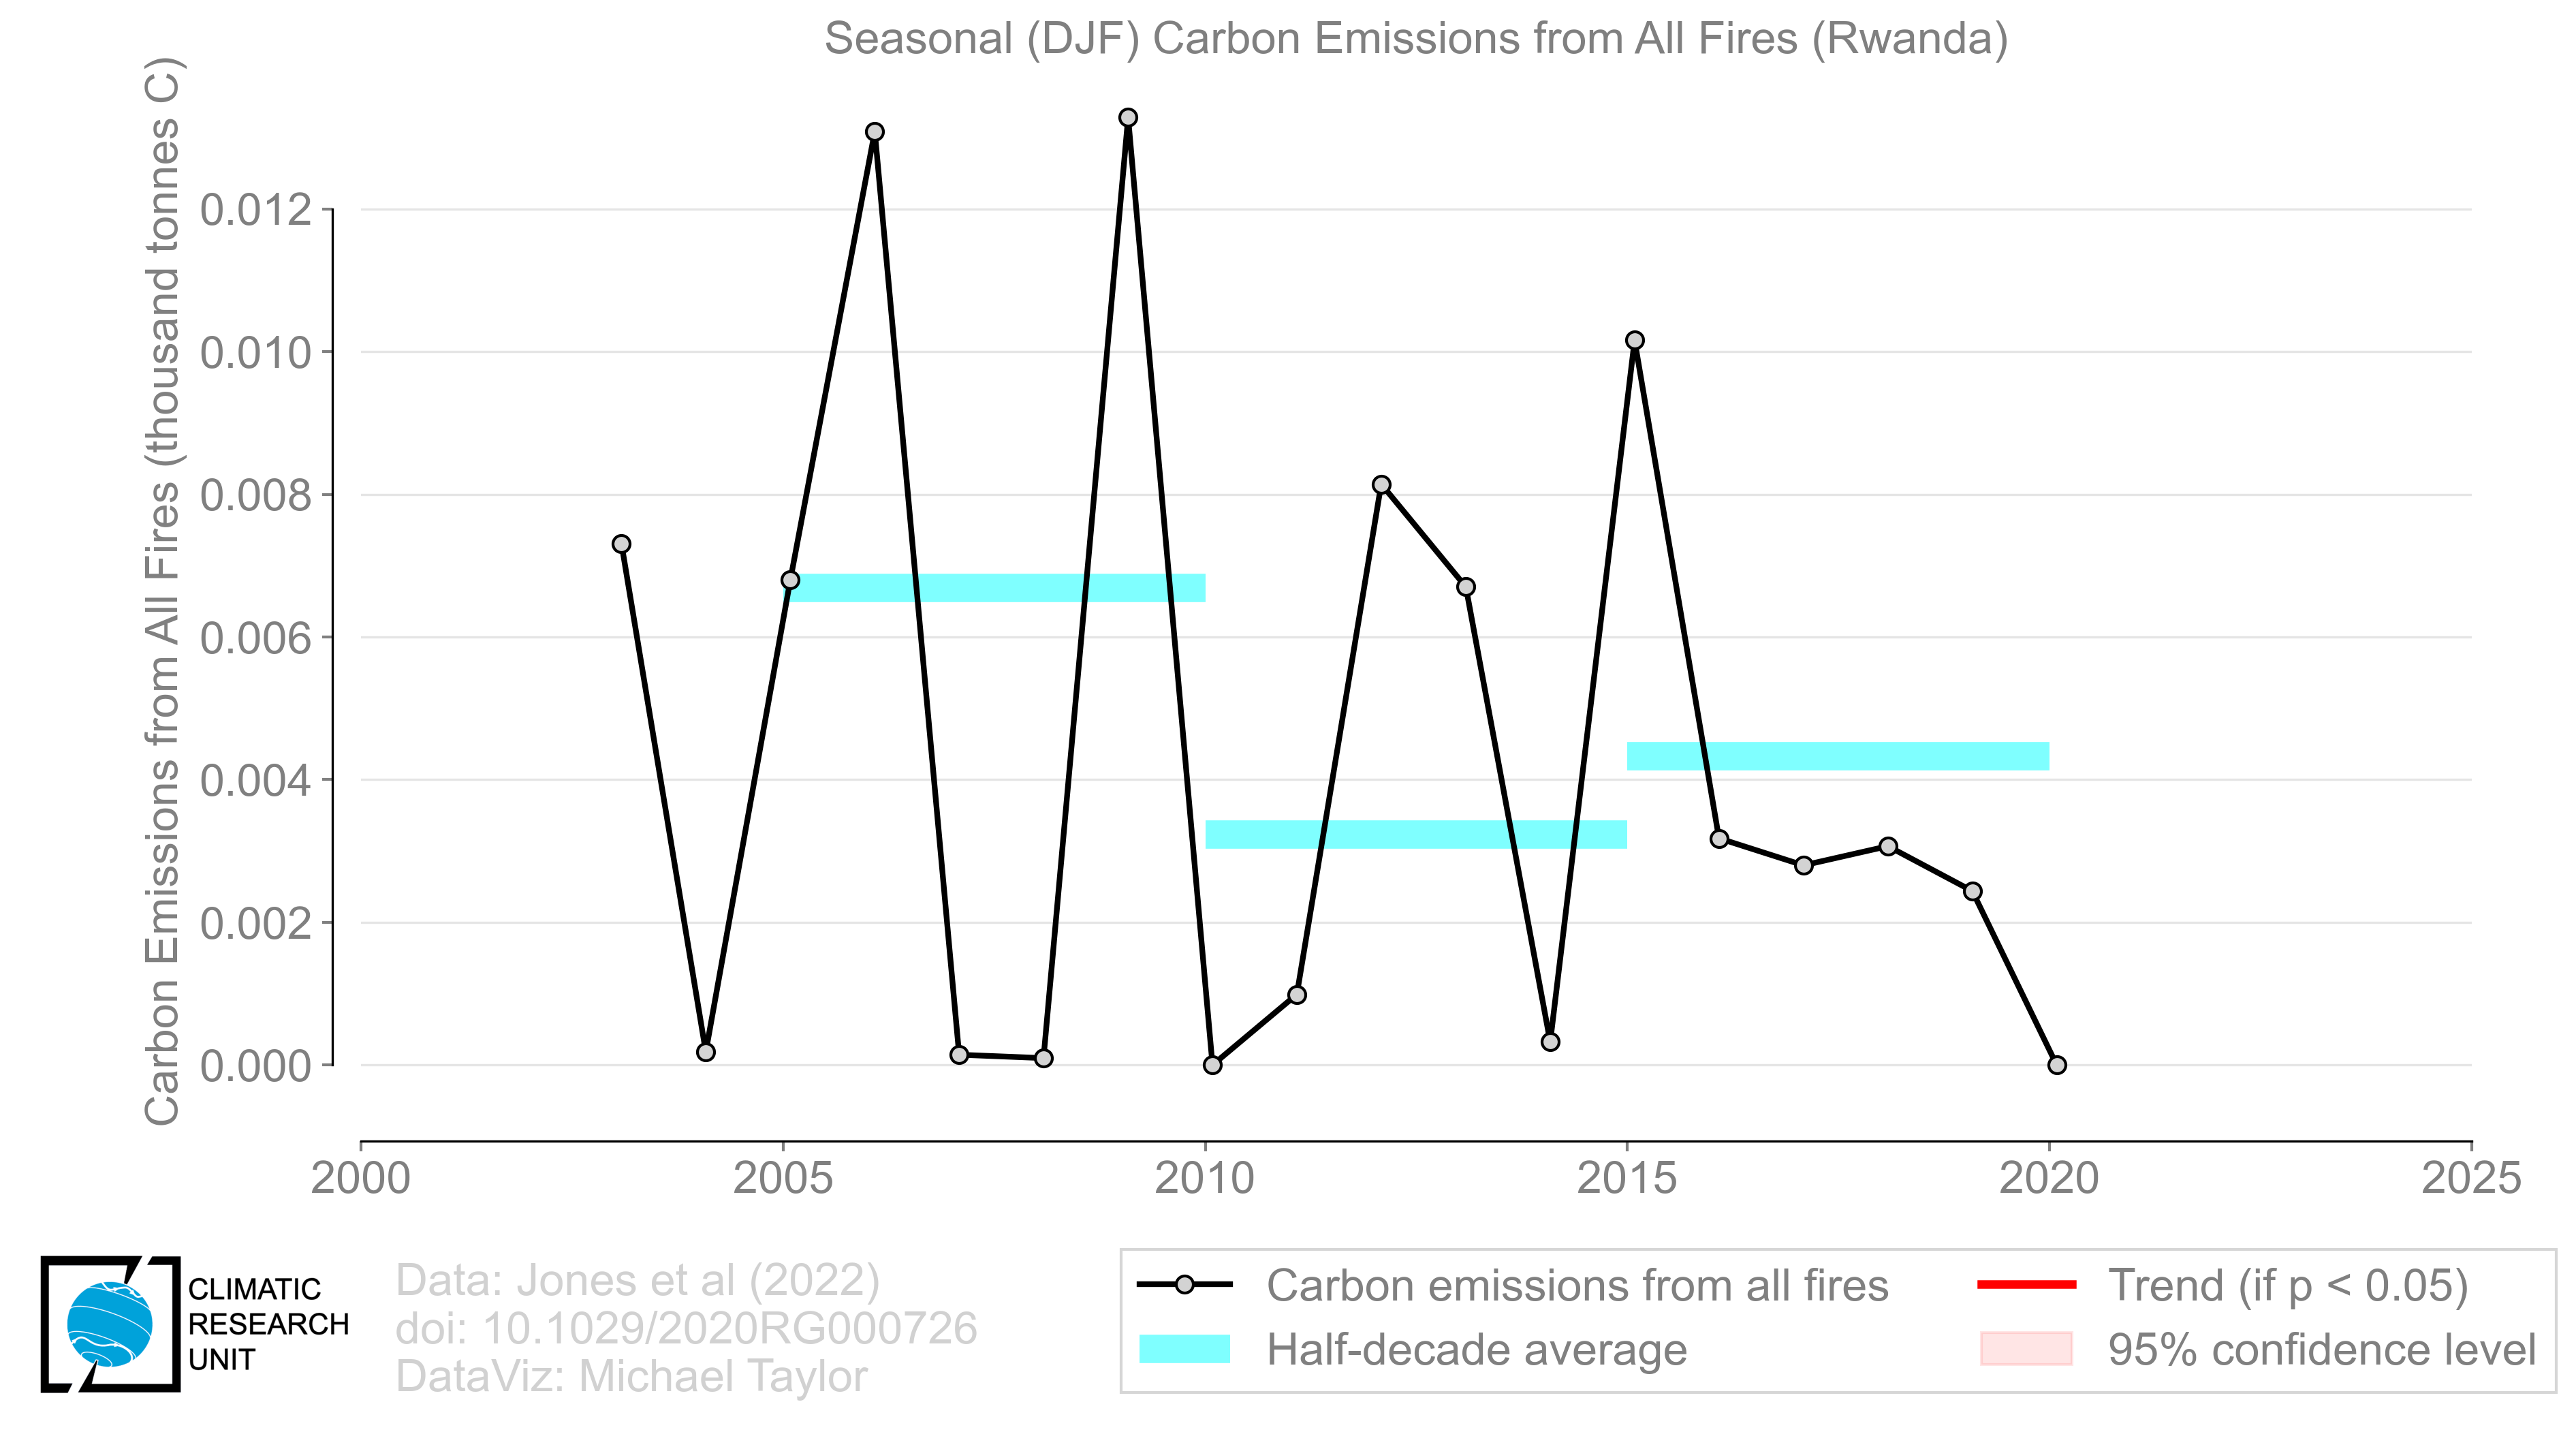 Seasonal (DJF) Carbon Emissions from All Fires (Rwanda)
Carbon Emissions from All Fires (thousand tonnes C)
0.012
0.010
0.008
0.006
0.004
0.002
0.000
2000
2005
2010
2015
2020
2025
CLIMATIC
RESEARCH
UNIT
Data: Jones et al (2022)
doi: 10.1029/2020RG000726
DataViz: Michael Taylor
Carbon emissions from all fires
Half-decade average
Trend (if p < 0.05)
95% confidence level